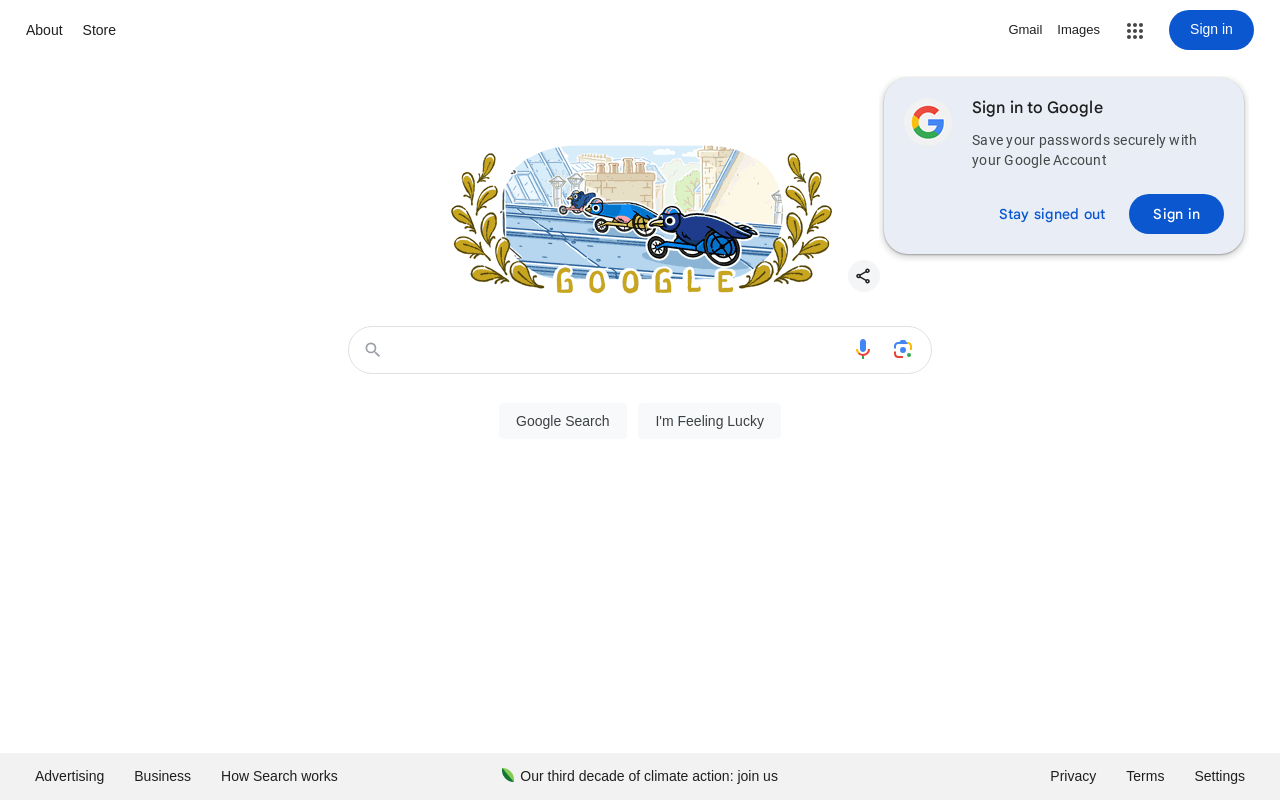 About Store
Gmail Images Sign in
Sign in to Google
Save your passwords securely with
your Google Account
Stay signed out Sign in
GOOGLE
Google Search I'm Feeling Lucky
Advertising Business How Search works Our third decade of climate action: join us Privacy Terms Settings